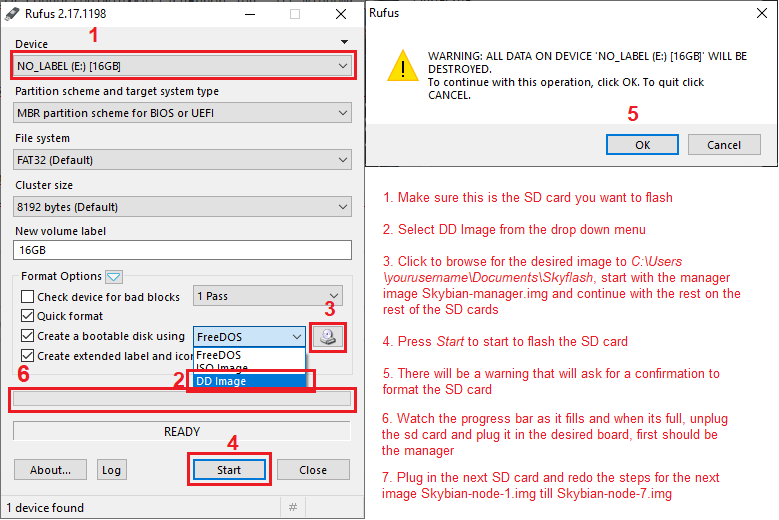 Rufus 2.17.1198
1
Device
NO_LABEL (E:) [16GB]
Partition scheme and target system type
MBR partition scheme for BIOS or UEFI
File system
FAT32 (Default)
Cluster size
8192 bytes (Default)
New volume label
16GB
Format Options
Check device for bad blocks
1 Pass
3
Quick format
Create a bootable disk using
FreeDOS
Create extended label and icon
FreeDOS
ISO Image
6
2
DD Image
READY
4
About...
Log
Start
Close
1 device found
#
Rufus
WARNING: ALL DATA ON DEVICE 'NO_LABEL (E:) [16GB]' WILL BE
DESTROYED.
To continue with this operation, click OK. To quit click
CANCEL.
5
OK
Cancel
1. Make sure this is the SD card you want to flash
2. Select DD Image from the drop down menu
3. Click to browse for the desired image to C:\Users
\yourusername\Documents\Skyflash, start with the manager
image Skybian-manager.img and continue with the rest on the
rest of the SD cards
4. Press Start to start to flash the SD card
5. There will be a warning that will ask for a confirmation to
format the SD card
6. Watch the progress bar as it fills and when its full, unplug
the sd card and plug it in the desired board, first should be
the manager
7. Plug in the next SD card and redo the steps for the next
image Skybian-node-1.img till Skybian-node-7.img